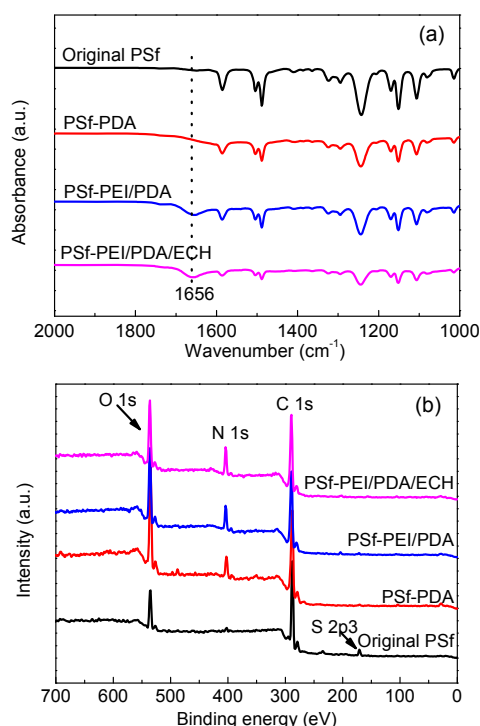 (a)
Original PSf
PSf-PDA
PSf-PEI/PDA
PSf-PEI/PDA/ECH
1656
Absorbance (a.u.)
2000 1800 1600 1400 1200 1000
Wavenumber (cm⁻¹)
(b)
O 1s
N 1s
C 1s
PSf-PEI/PDA/ECH
PSf-PEI/PDA
PSf-PDA
S 2p3
Original PSf
Intensity (a.u.)
700 600 500 400 300 200 100 0
Binding energy (eV)